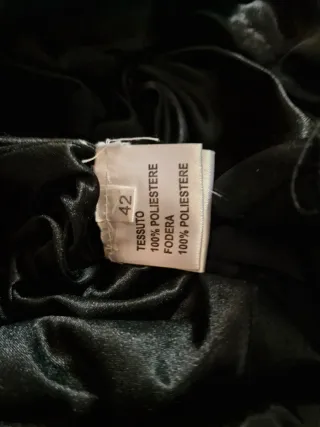 42
TESSUTO
100% POLIESTERE
FODERA
100% POLIESTERE